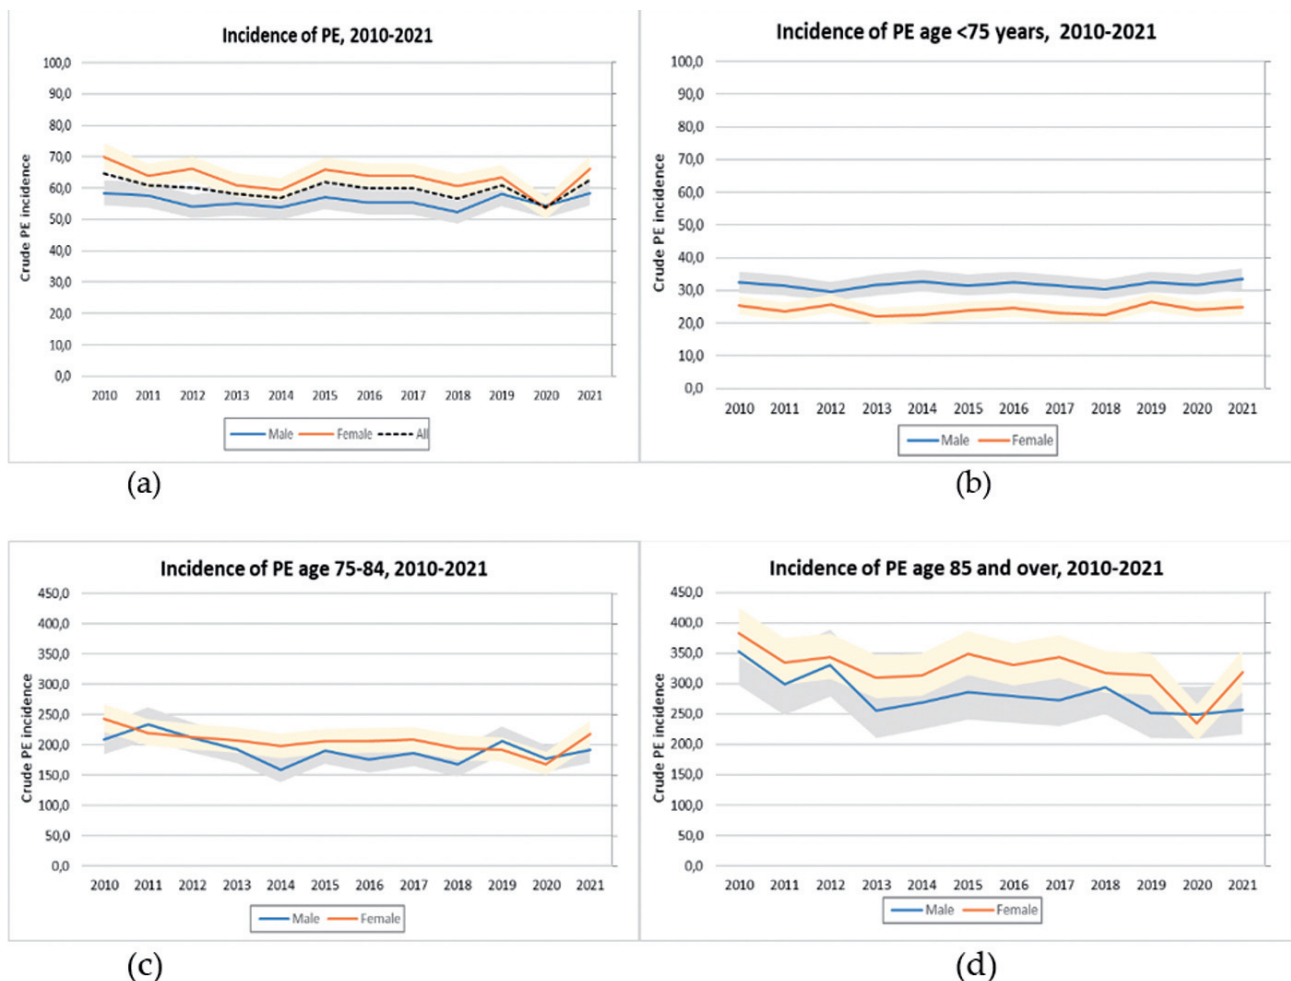 Incidence of PE, 2010-2021
Crude PE incidence
100,0
90,0
80,0
70,0
60,0
50,0
40,0
30,0
20,0
10,0
0,0
2010 2011 2012 2013 2014 2015 2016 2017 2018 2019 2020 2021
Male Female All
(a)
Incidence of PE age <75 years, 2010-2021
Crude PE incidence
100,0
90,0
80,0
70,0
60,0
50,0
40,0
30,0
20,0
10,0
0,0
2010 2011 2012 2013 2014 2015 2016 2017 2018 2019 2020 2021
Male Female
(b)
Incidence of PE age 75-84, 2010-2021
Crude PE incidence
450,0
400,0
350,0
300,0
250,0
200,0
150,0
100,0
50,0
0,0
2010 2011 2012 2013 2014 2015 2016 2017 2018 2019 2020 2021
Male Female
(c)
Incidence of PE age 85 and over, 2010-2021
Crude PE incidence
450,0
400,0
350,0
300,0
250,0
200,0
150,0
100,0
50,0
0,0
2010 2011 2012 2013 2014 2015 2016 2017 2018 2019 2020 2021
Male Female
(d)